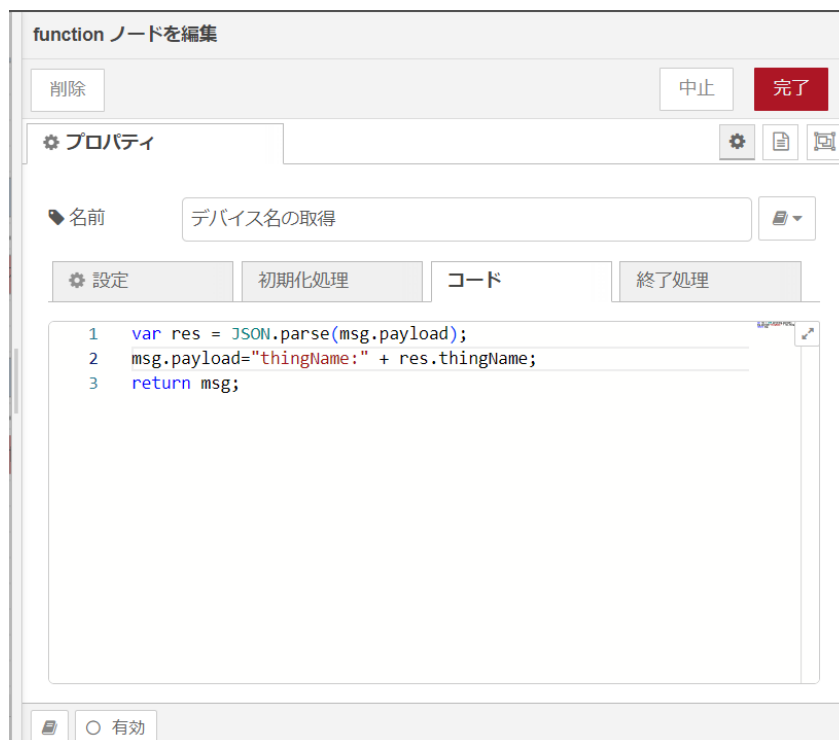 function ノードを編集
削除
中止
完了
プロパティ
名前
デバイス名の取得
設定
初期化処理
コード
終了処理
1 var res = JSON.parse(msg.payload);
2 msg.payload="thingName:" + res.thingName;
3 return msg;
有効